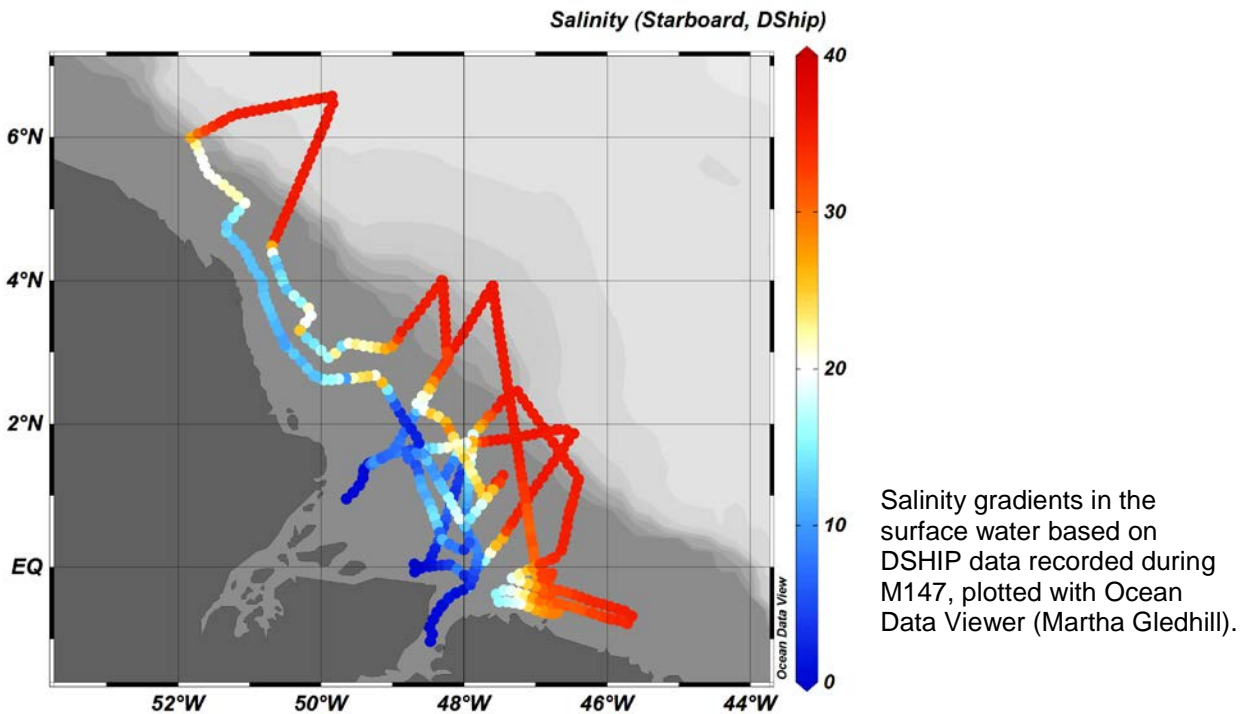 Salinity (Starboard, DShip)
40
6°N
30
4°N
20
2°N
10
EQ
0
Ocean Data View
52°W 50°W 48°W 46°W 44°W
Salinity gradients in the
surface water based on
DSHIP data recorded during
M147, plotted with Ocean
Data Viewer (Martha Gledhill).